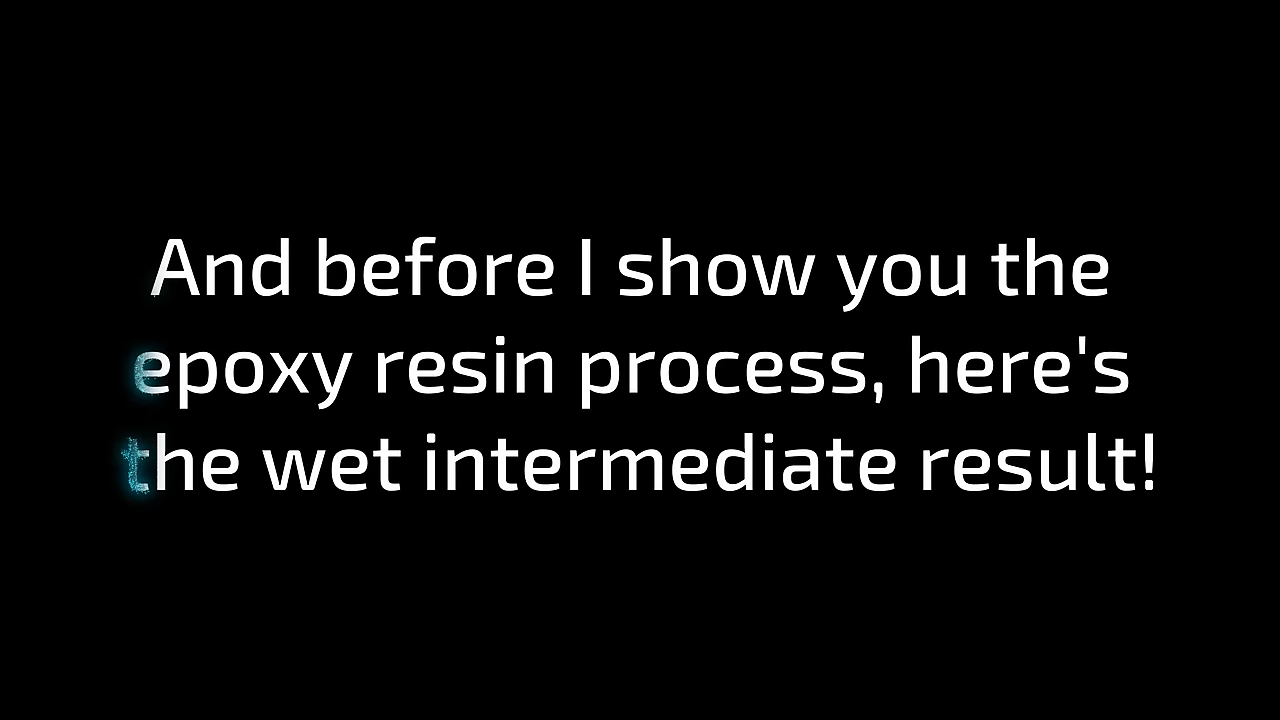 And before I show you the
epoxy resin process, here's
the wet intermediate result!